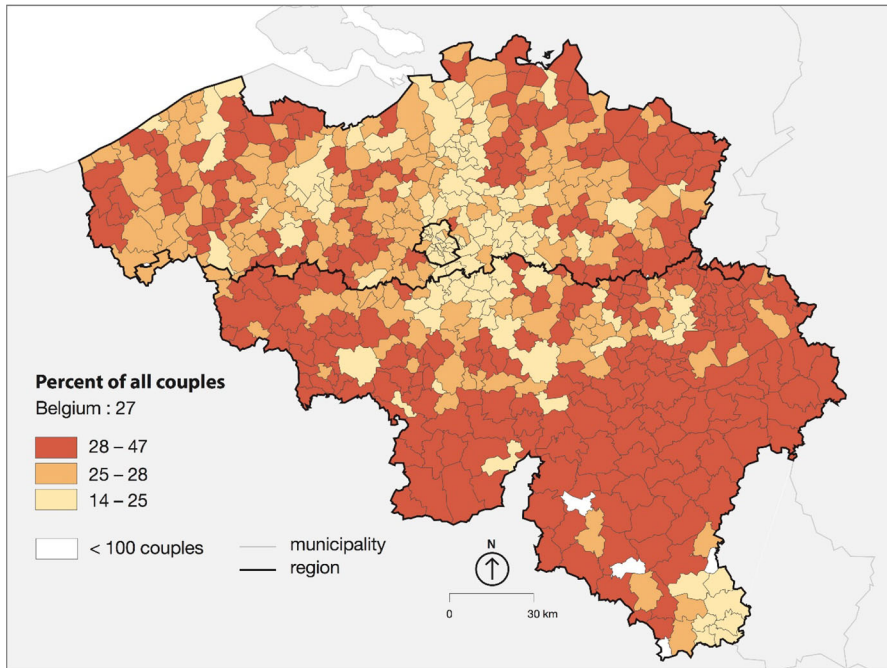 Percent of all couples
Belgium : 27
28 – 47
25 – 28
14 – 25
< 100 couples
municipality
region
N
0 30 km